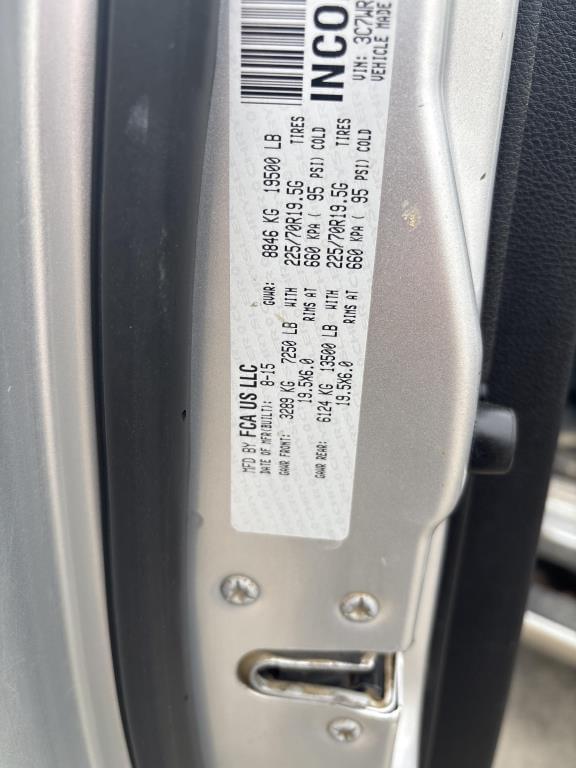 MFD BY FCA US LLC
DATE OF MFR(BUILT): 8-15 GVWR: 8846 KG 19500 LB
GAWR FRONT: 3289 KG 7250 LB WITH 225/70R19.5G TIRES
19.5X6.0 RIMS AT 660 KPA ( 95 PSI) COLD
GAWR REAR: 6124 KG 13500 LB WITH 225/70R19.5G TIRES
19.5X6.0 RIMS AT 660 KPA ( 95 PSI) COLD
INCO
VIN: 3C7WR
VEHICLE MADE